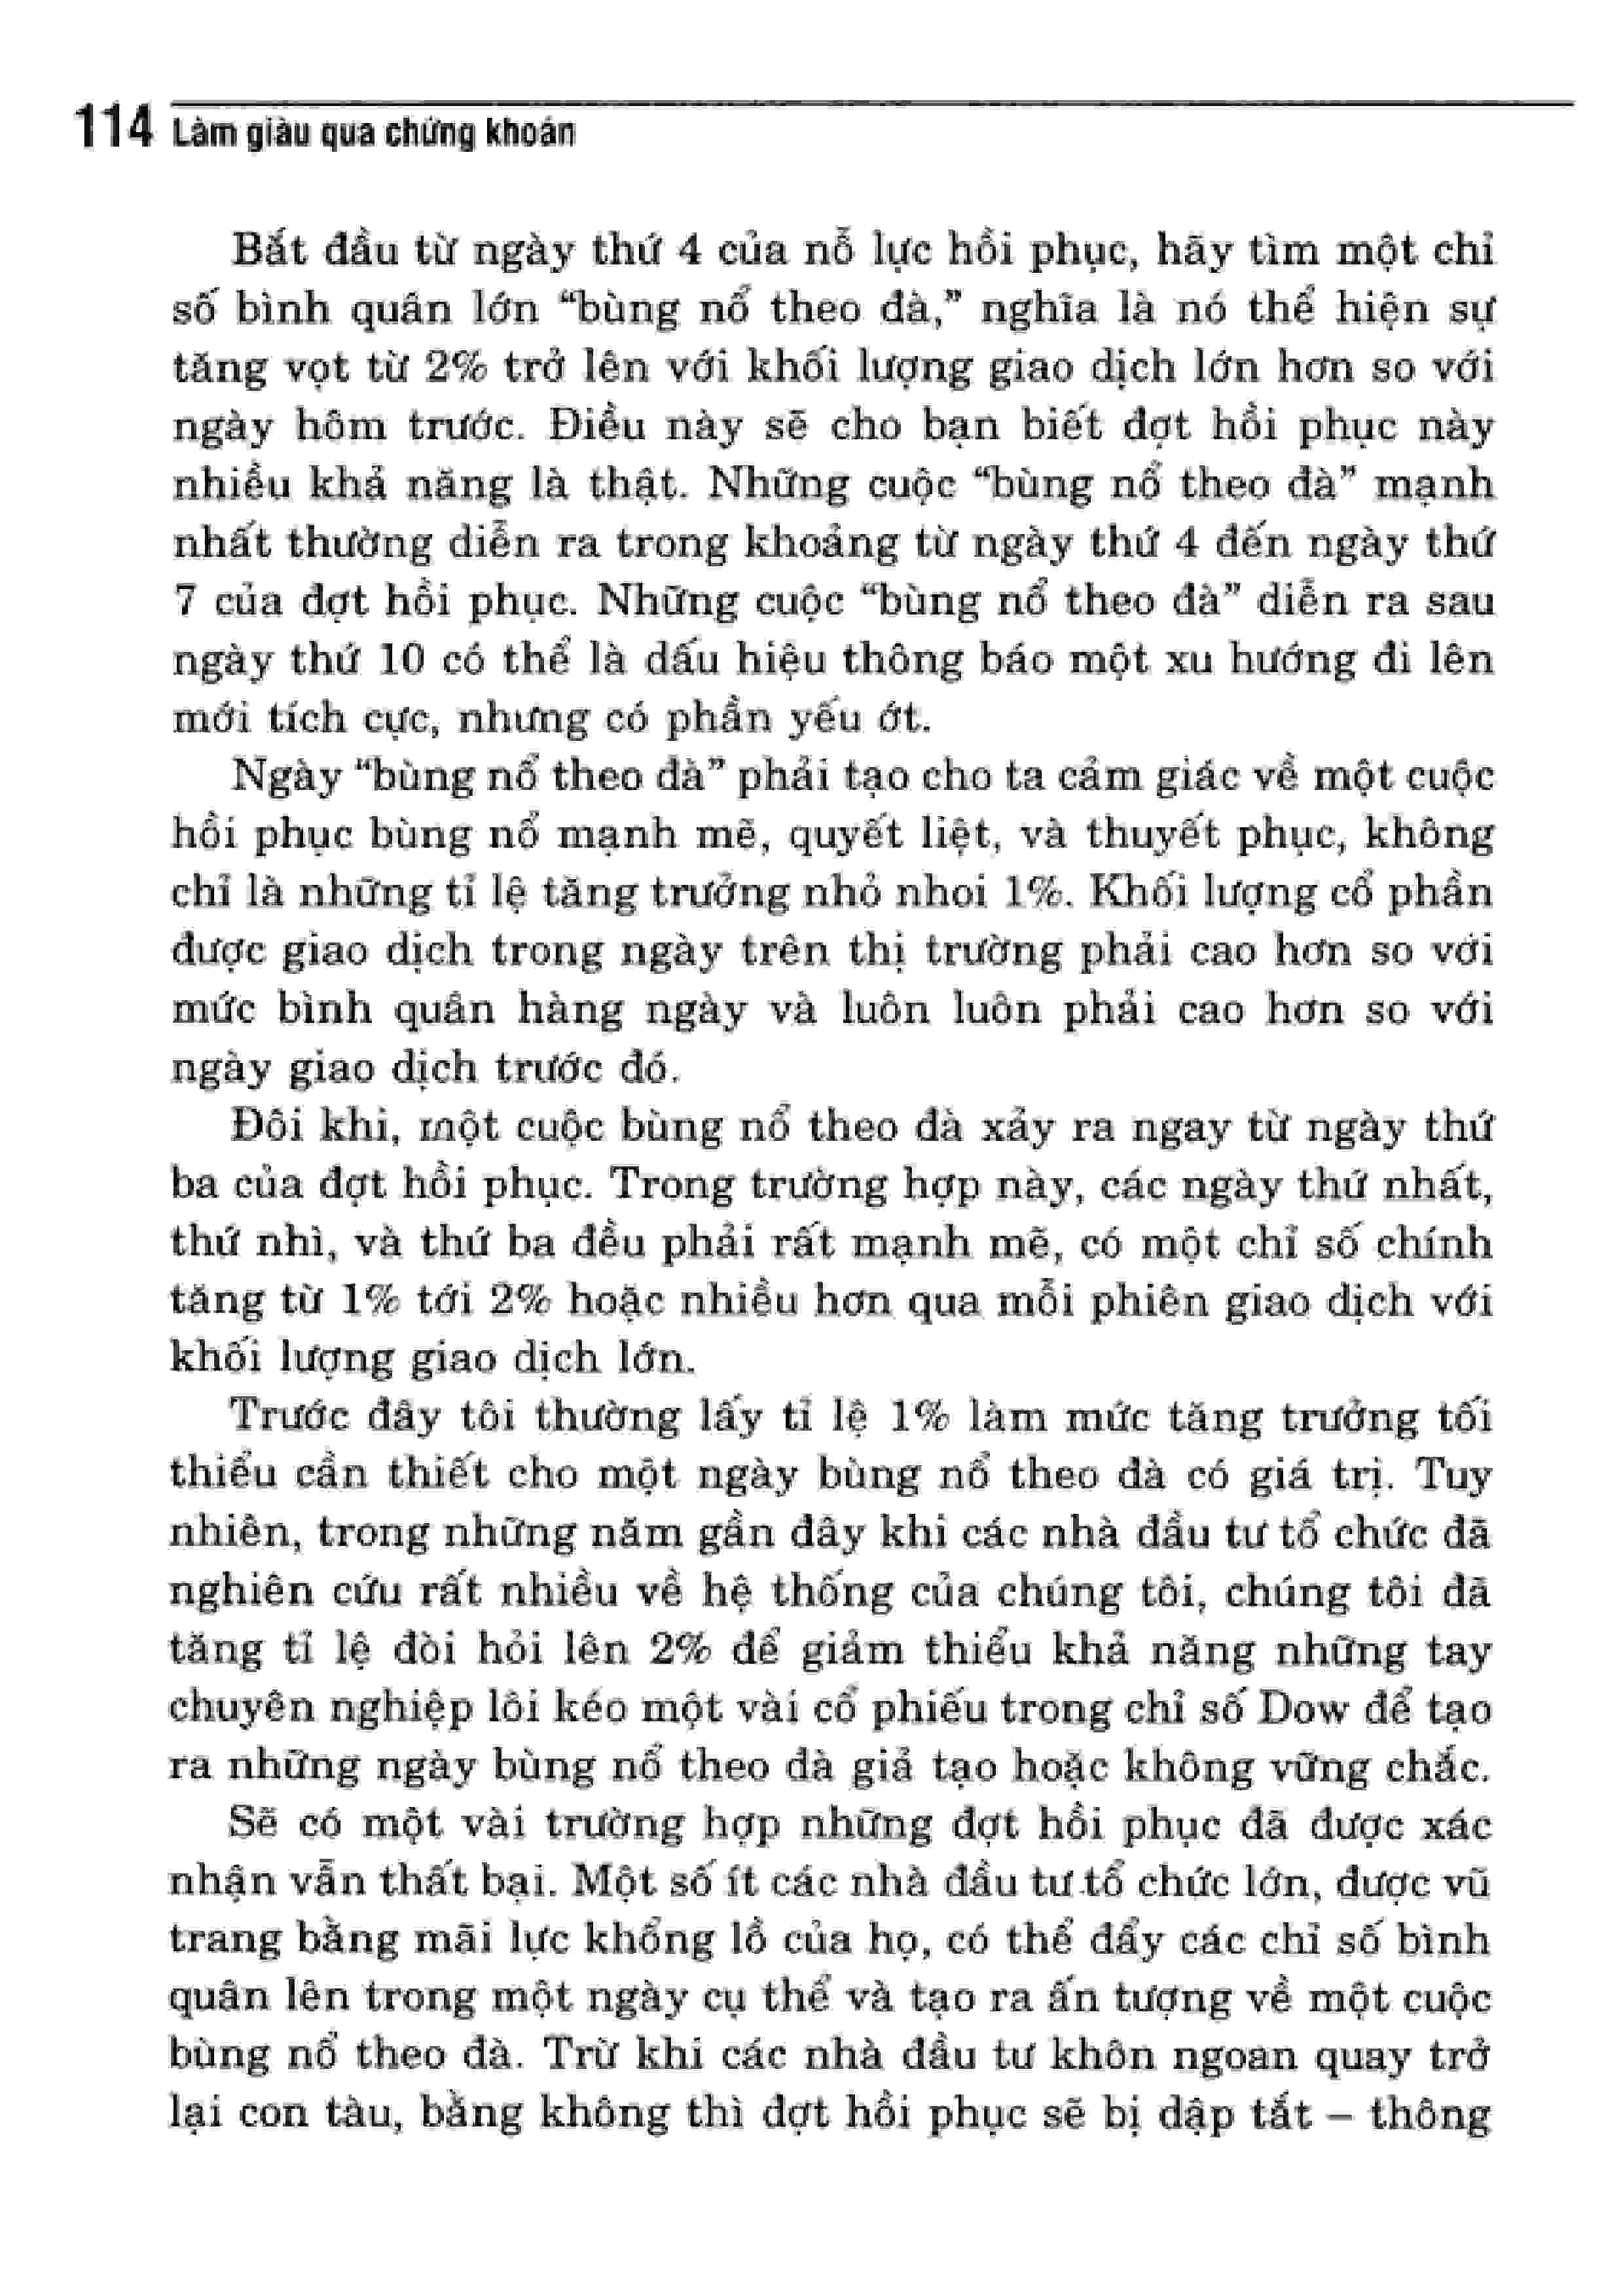 114 Làm giàu qua chứng khoán
Bắt đầu từ ngày thứ 4 của nỗ lực hồi phục, hãy tìm một chỉ
số bình quân lớn “bùng nổ theo đà,” nghĩa là nó thể hiện sự
tăng vọt từ 2% trở lên với khối lượng giao dịch lớn hơn so với
ngày hôm trước. Điều này sẽ cho bạn biết đợt hồi phục này
nhiều khả năng là thật. Những cuộc “bùng nổ theo đà” mạnh
nhất thường diễn ra trong khoảng từ ngày thứ 4 đến ngày thứ
7 của đợt hồi phục. Những cuộc “bùng nổ theo đà” diễn ra sau
ngày thứ 10 có thể là dấu hiệu thông báo một xu hướng đi lên
mới tích cực, nhưng có phần yếu ớt.
Ngày “bùng nổ theo đà” phải tạo cho ta cảm giác về một cuộc
hồi phục bùng nổ mạnh mẽ, quyết liệt, và thuyết phục, không
chỉ là những tỉ lệ tăng trưởng nhỏ nhoi 1%. Khối lượng cổ phần
được giao dịch trong ngày trên thị trường phải cao hơn so với
mức bình quân hàng ngày và luôn luôn phải cao hơn so với
ngày giao dịch trước đó.
Đôi khi, một cuộc bùng nổ theo đà xảy ra ngay từ ngày thứ
ba của đợt hồi phục. Trong trường hợp này, các ngày thứ nhất,
thứ nhì, và thứ ba đều phải rất mạnh mẽ, có một chỉ số chính
tăng từ 1% tới 2% hoặc nhiều hơn qua mỗi phiên giao dịch với
khối lượng giao dịch lớn.
Trước đây tôi thường lấy tỉ lệ 1% làm mức tăng trưởng tối
thiểu cần thiết cho một ngày bùng nổ theo đà có giá trị. Tuy
nhiên, trong những năm gần đây khi các nhà đầu tư tổ chức đã
nghiên cứu rất nhiều về hệ thống của chúng tôi, chúng tôi đã
tăng tỉ lệ đòi hỏi lên 2% để giảm thiểu khả năng những tay
chuyên nghiệp lôi kéo một vài cổ phiếu trong chỉ số Dow để tạo
ra những ngày bùng nổ theo đà giả tạo hoặc không vững chắc.
Sẽ có một vài trường hợp những đợt hồi phục đã được xác
nhận vẫn thất bại. Một số ít các nhà đầu tư tổ chức lớn, được vũ
trang bằng mãi lực khổng lồ của họ, có thể đẩy các chỉ số bình
quân lên trong một ngày cụ thể và tạo ra ấn tượng về một cuộc
bùng nổ theo đà. Trừ khi các nhà đầu tư khôn ngoan quay trở
lại con tàu, bằng không thì đợt hồi phục sẽ bị dập tắt – thông